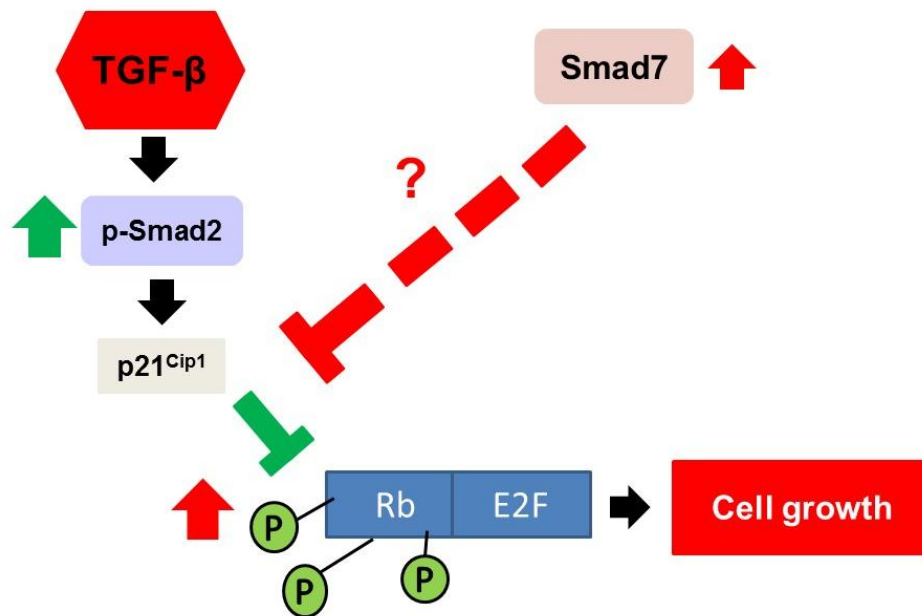 TGF-β
Smad7
?
p-Smad2
p21Cip1
Rb
E2F
Cell growth
P
P
P